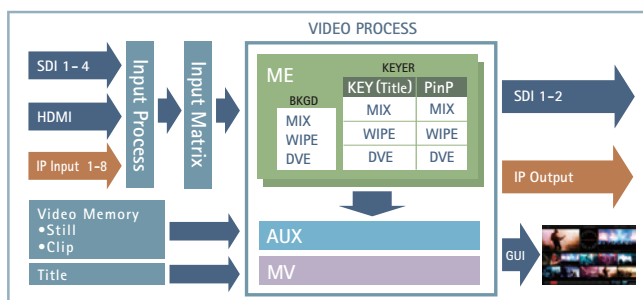 VIDEO PROCESS
SDI 1-4
HDMI
IP Input 1-8
Input Process
Input Matrix
ME
BKGD
MIX
WIPE
DVE
KEYER
KEY (Title) PinP
MIX MIX
WIPE WIPE
DVE DVE
SDI 1-2
IP Output
Video Memory
•Still
•Clip
Title
AUX
MV
GUI